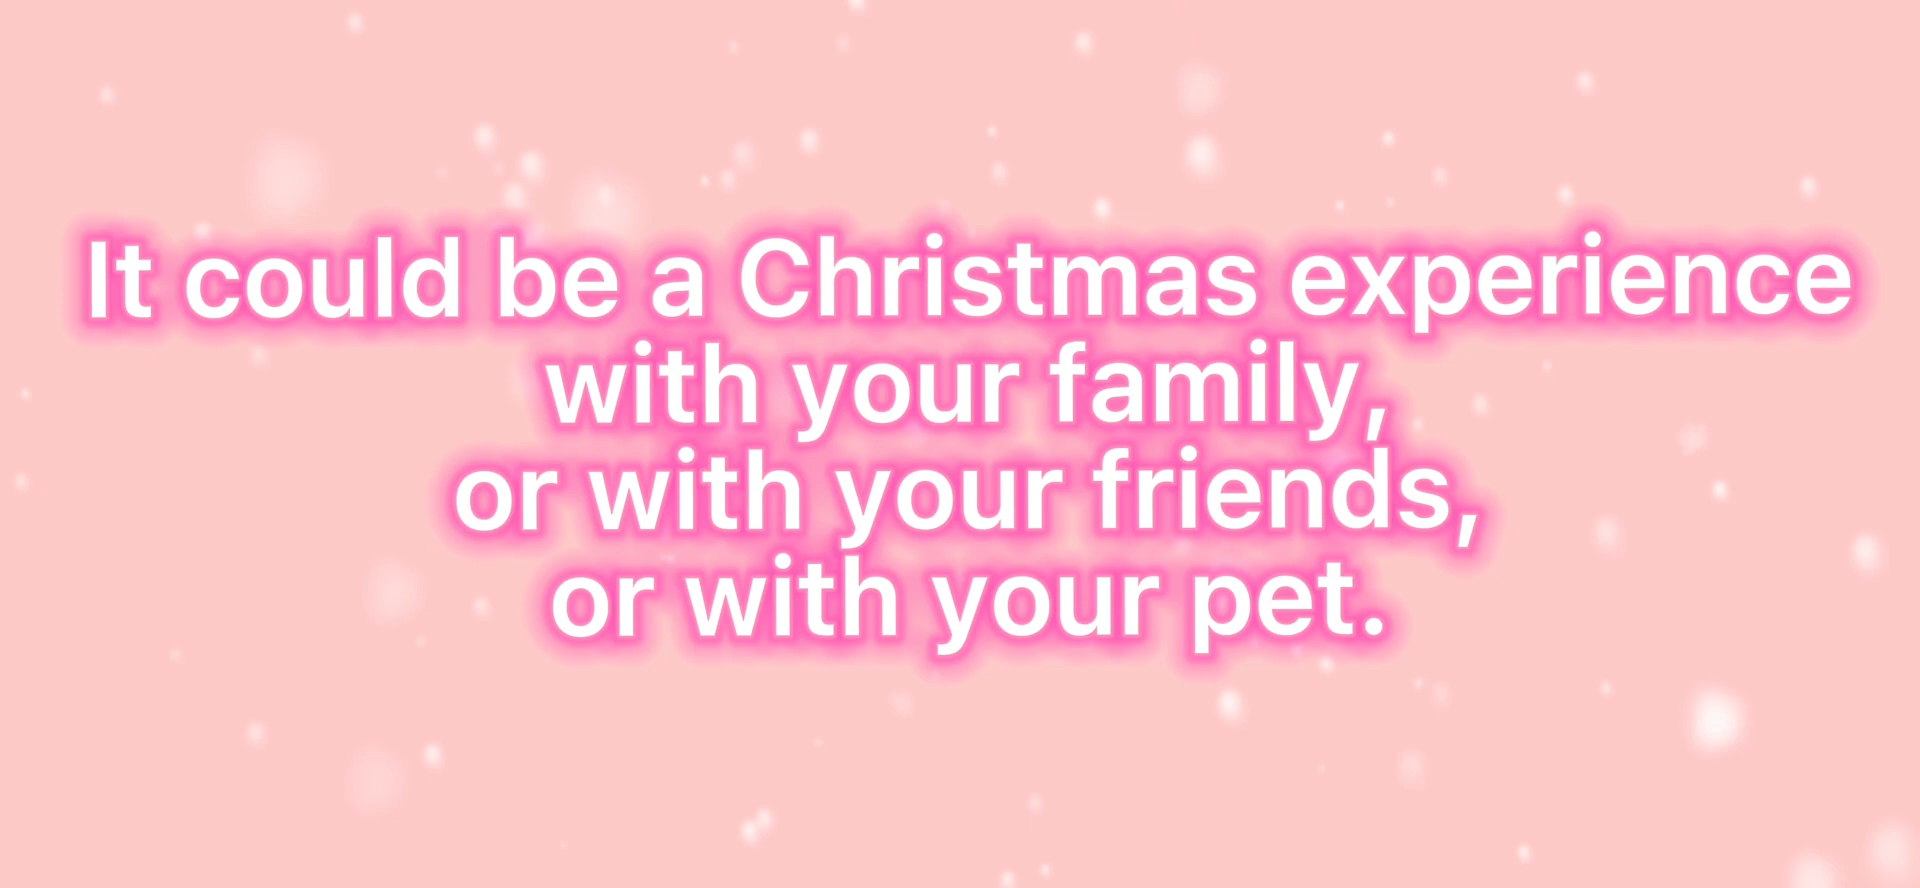 It could be a Christmas experience
with your family,
or with your friends,
or with your pet.